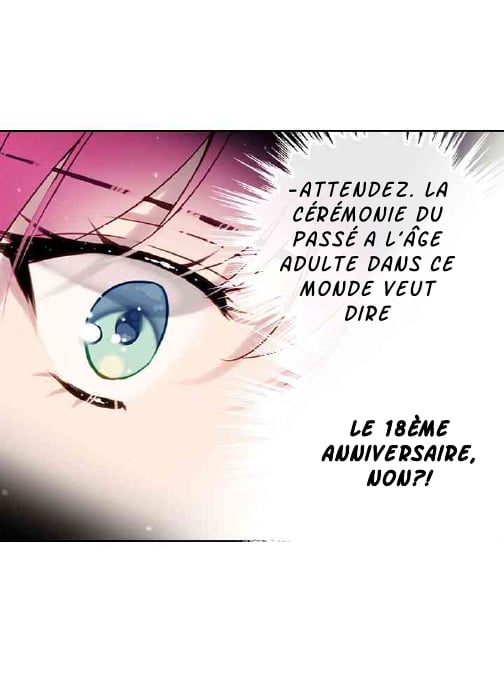 -ATTENDEZ. LA
CÉRÉMONIE DU
PASSÉ A L'ÂGE
ADULTE DANS CE
MONDE VEUT
DIRE
LE 18ÈME
ANNIVERSAIRE,
NON?!